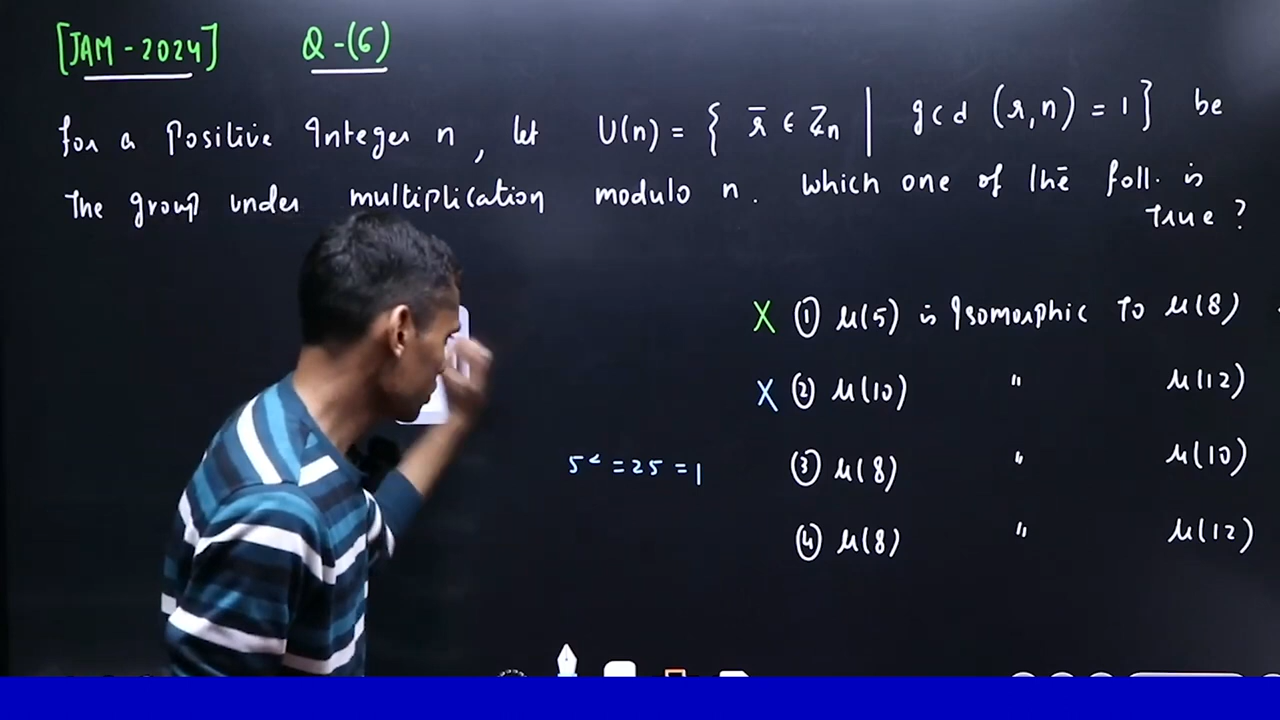 [JAM-2024] Q-(6)
for a Positive Integer n, let U(n) = { r̄ ∈ Zn | gcd (r,n) = 1 } be
The group under multiplication modulo n. which one of The foll. is
True ?
X ① U(5) is Isomorphic To U(8)
X ② U(10) " U(12)
5² = 25 = 1
③ U(8) " U(10)
④ U(8) " U(12)